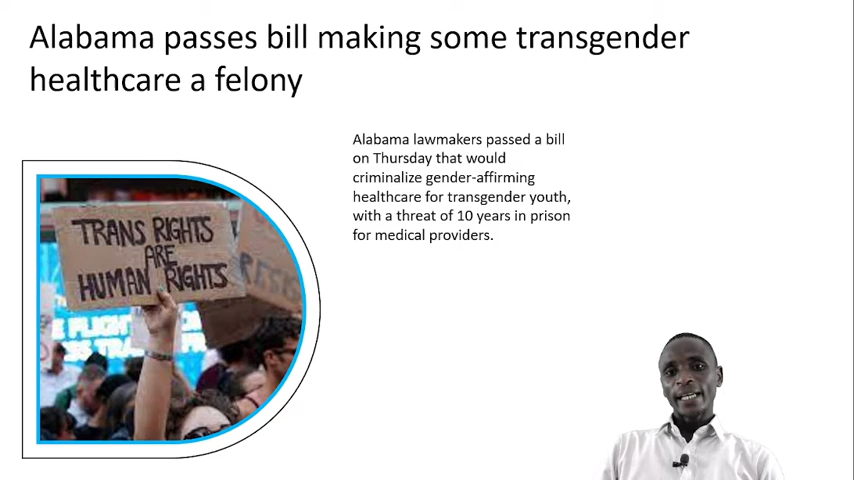 Alabama passes bill making some transgender
healthcare a felony
Alabama lawmakers passed a bill
on Thursday that would
criminalize gender-affirming
healthcare for transgender youth,
with a threat of 10 years in prison
for medical providers.
TRANS RIGHTS
ARE
HUMAN RIGHTS
RESIS